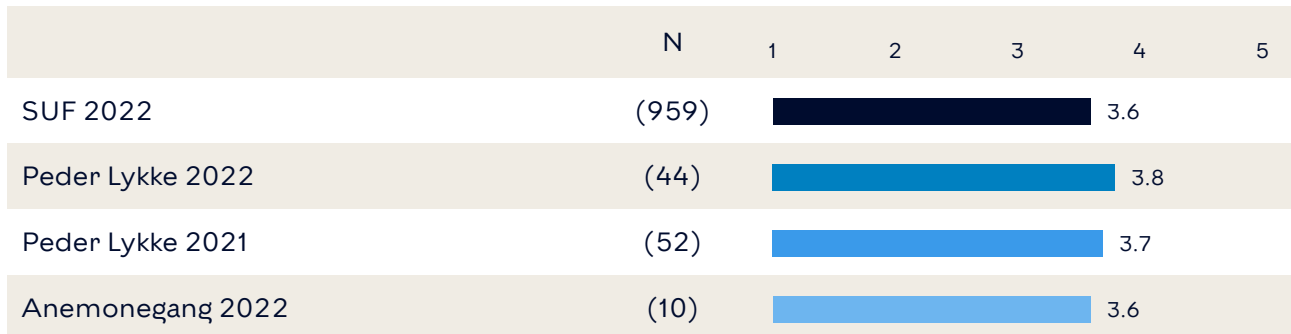 N 1 2 3 4 5
SUF 2022 (959) 3.6
Peder Lykke 2022 (44) 3.8
Peder Lykke 2021 (52) 3.7
Anemonegang 2022 (10) 3.6